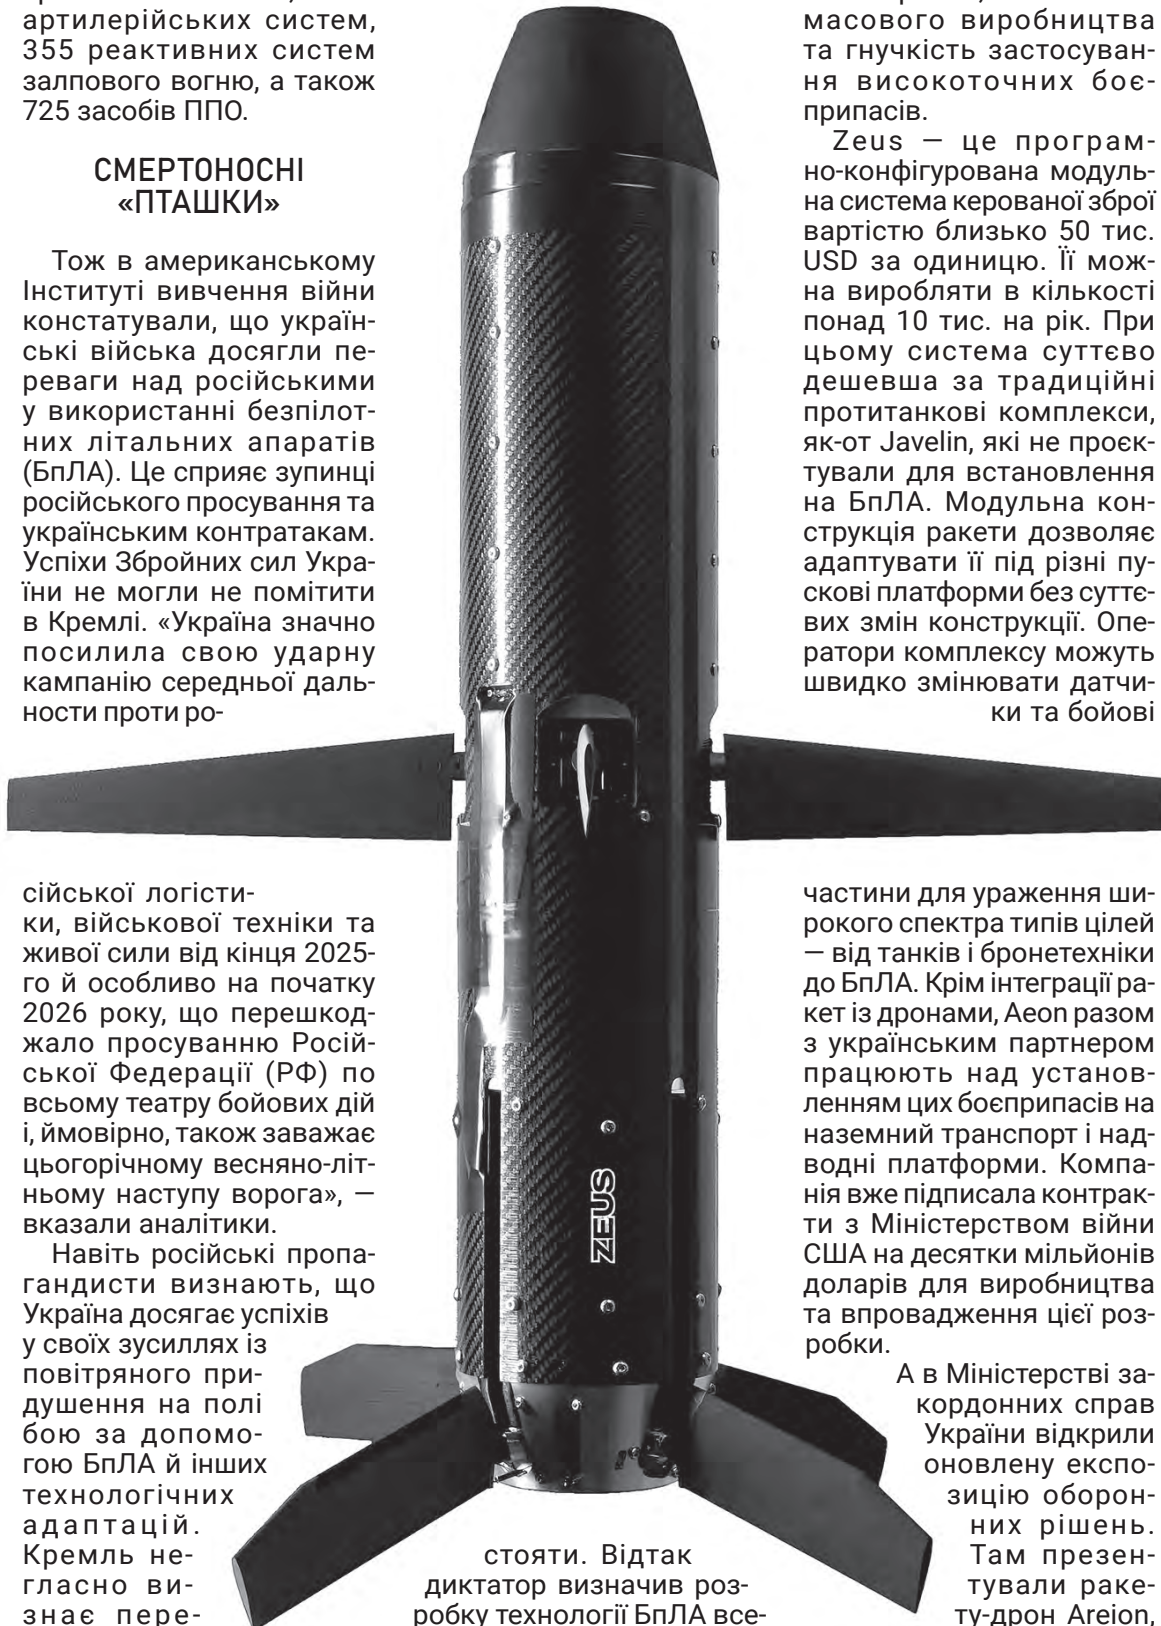 артилерійських систем,
355 реактивних систем
залпового вогню, а також
725 засобів ППО.
СМЕРТОНОСНІ
«ПТАШКИ»
Тож в американському
Інституті вивчення війни
констатували, що україн-
ські війська досягли пе-
реваги над російськими
у використанні безпілот-
них літальних апаратів
(БпЛА). Це сприяє зупинці
російського просування та
українським контратакам.
Успіхи Збройних сил Укра-
їни не могли не помітити
в Кремлі. «Україна значно
посилила свою ударну
кампанію середньої даль-
ності проти ро-
сійської логісти-
ки, військової техніки та
живої сили від кінця 2025-
го й особливо на початку
2026 року, що перешкод-
жало просуванню Росій-
ської Федерації (РФ) по
всьому театру бойових дій
і, ймовірно, також заважає
цьогорічному весняно-літ-
ньому наступу ворога», —
вказали аналітики.
Навіть російські пропа-
гандисти визнають, що
Україна досягає успіхів
у своїх зусиллях із
повітряного при-
душення на полі
бою за допомо-
гою БпЛА й інших
технологічних
адаптацій.
Кремль не-
гласно ви-
знає пере-
стояти. Відтак
диктатор визначив роз-
робку технології БпЛА все-
ZEUS
масового виробництва
та гнучкість застосуван-
ня високоточних боє-
припасів.
Zeus — це програм-
но-конфігурована модуль-
на система керованої зброї
вартістю близько 50 тис.
USD за одиницю. Її мож-
на виробляти в кількості
понад 10 тис. на рік. При
цьому система суттєво
дешевша за традиційні
протитанкові комплекси,
як-от Javelin, які не проєк-
тували для встановлення
на БпЛА. Модульна кон-
струкція ракети дозволяє
адаптувати її під різні пу-
скові платформи без суттє-
вих змін конструкції. Опе-
ратори комплексу можуть
швидко змінювати датчи-
ки та бойові
частини для ураження ши-
рокого спектра типів цілей
— від танків і бронетехніки
до БпЛА. Крім інтеграції ра-
кет із дронами, Aeon разом
з українським партнером
працюють над установ-
ленням цих боєприпасів на
наземний транспорт і над-
водні платформи. Компа-
нія вже підписала контрак-
ти з Міністерством війни
США на десятки мільйонів
доларів для виробництва
та впровадження цієї роз-
робки.
А в Міністерстві за-
кордонних справ
України відкрили
оновлену експо-
зицію оборон-
них рішень.
Там презен-
тували раке-
ту-дрон Areion,